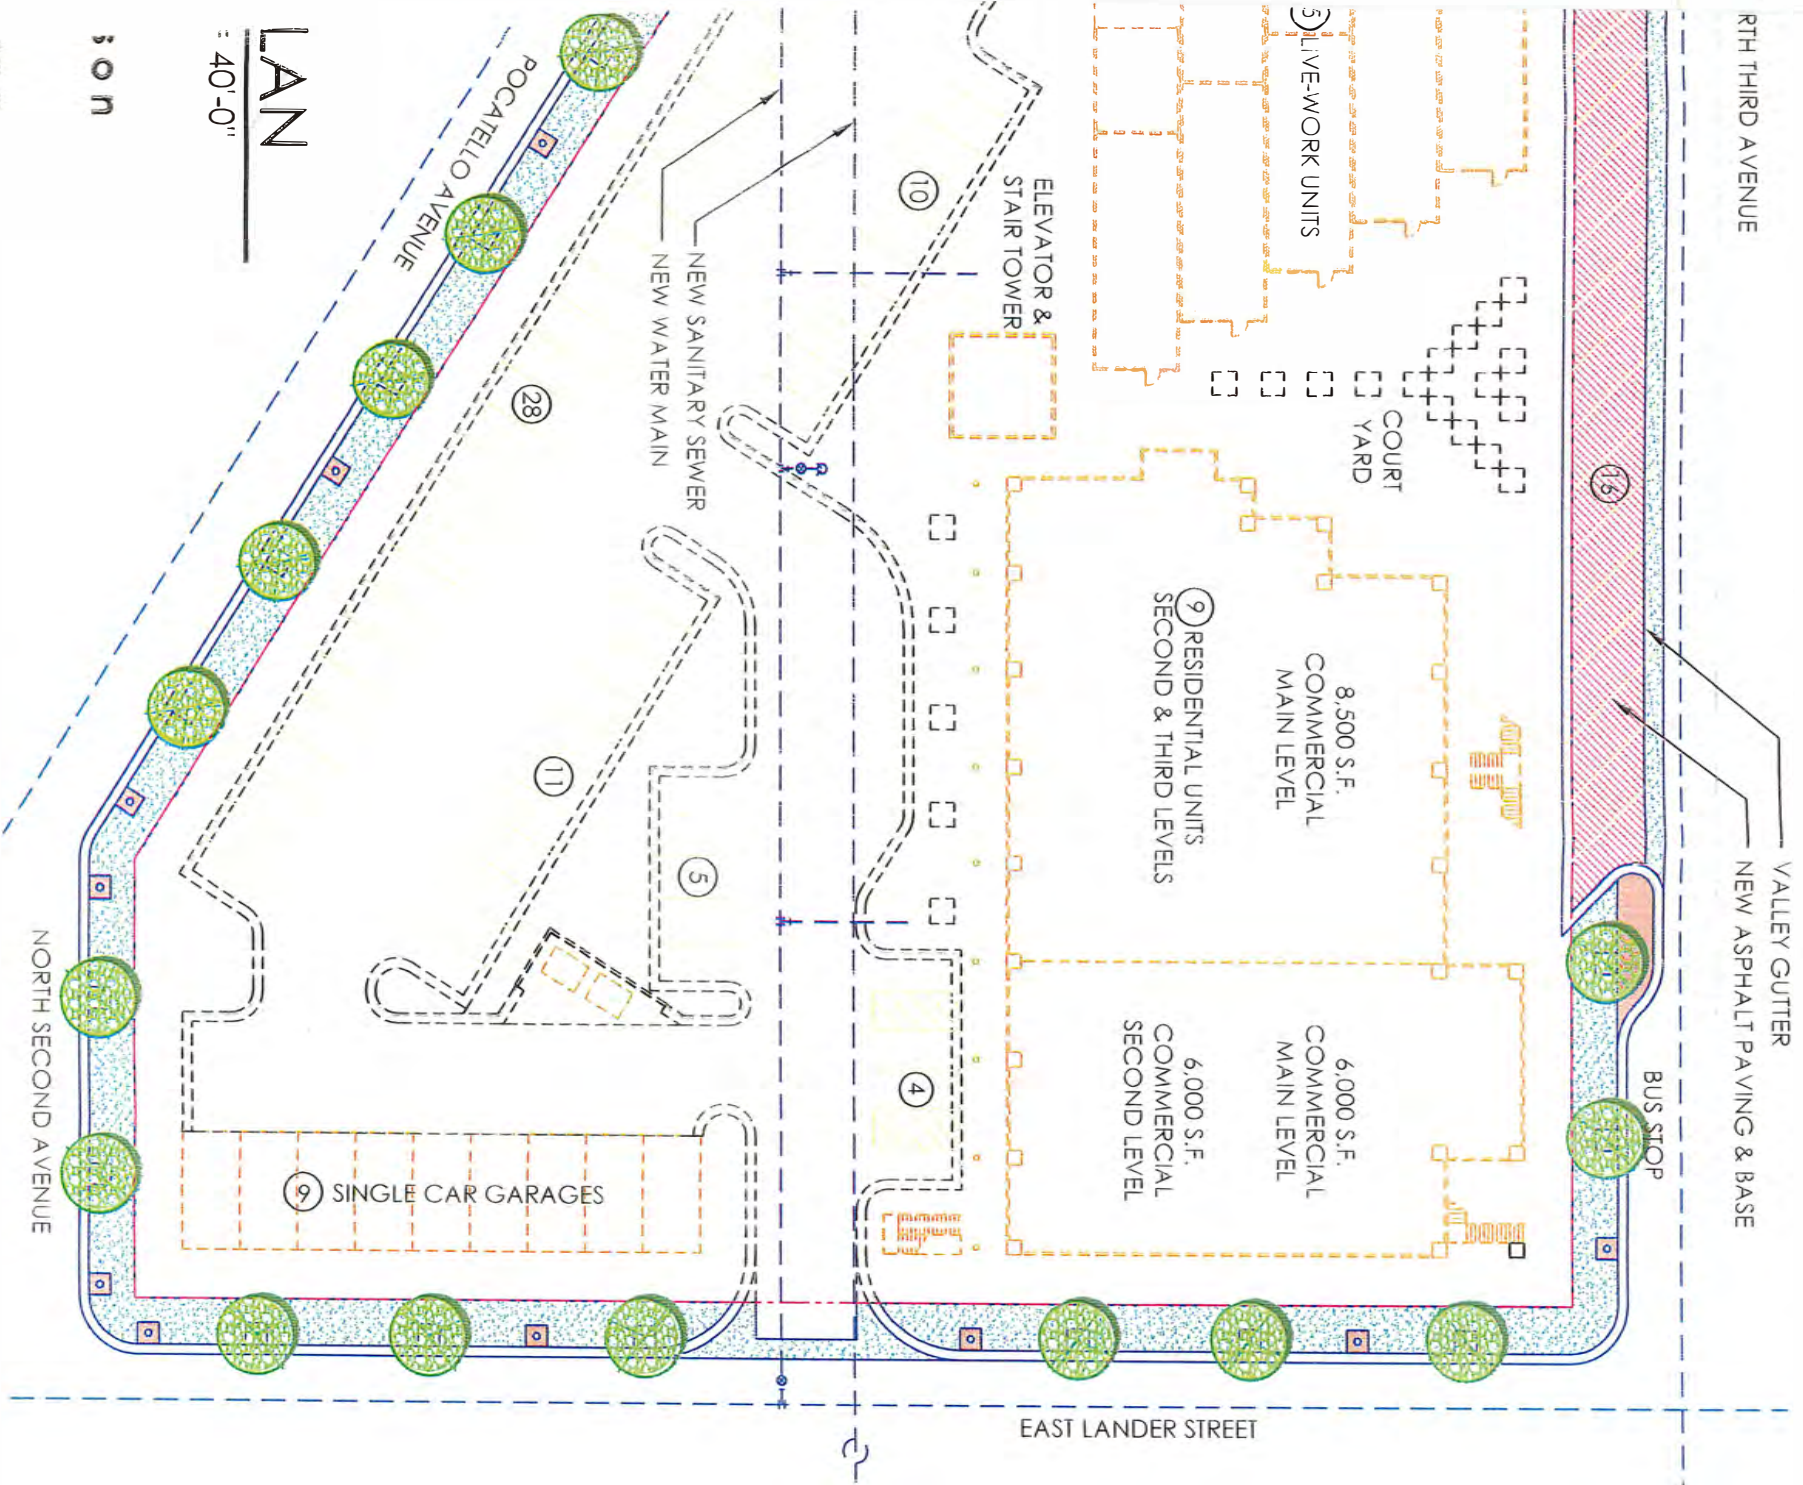 RTH THIRD AVENUE
VALLEY GUTTER
NEW ASPHALT PAVING & BASE
BUS STOP
16
5 LIVE-WORK UNITS
COURT
YARD
ELEVATOR &
STAIR TOWER
10
NEW SANITARY SEWER
NEW WATER MAIN
8,500 S.F.
COMMERCIAL
MAIN LEVEL
9 RESIDENTIAL UNITS
SECOND & THIRD LEVELS
6,000 S.F.
COMMERCIAL
MAIN LEVEL
6,000 S.F.
COMMERCIAL
SECOND LEVEL
4
5
11
28
9 SINGLE CAR GARAGES
POCATELLO AVENUE
NORTH SECOND AVENUE
EAST LANDER STREET
LAN
= 40'-0"
son